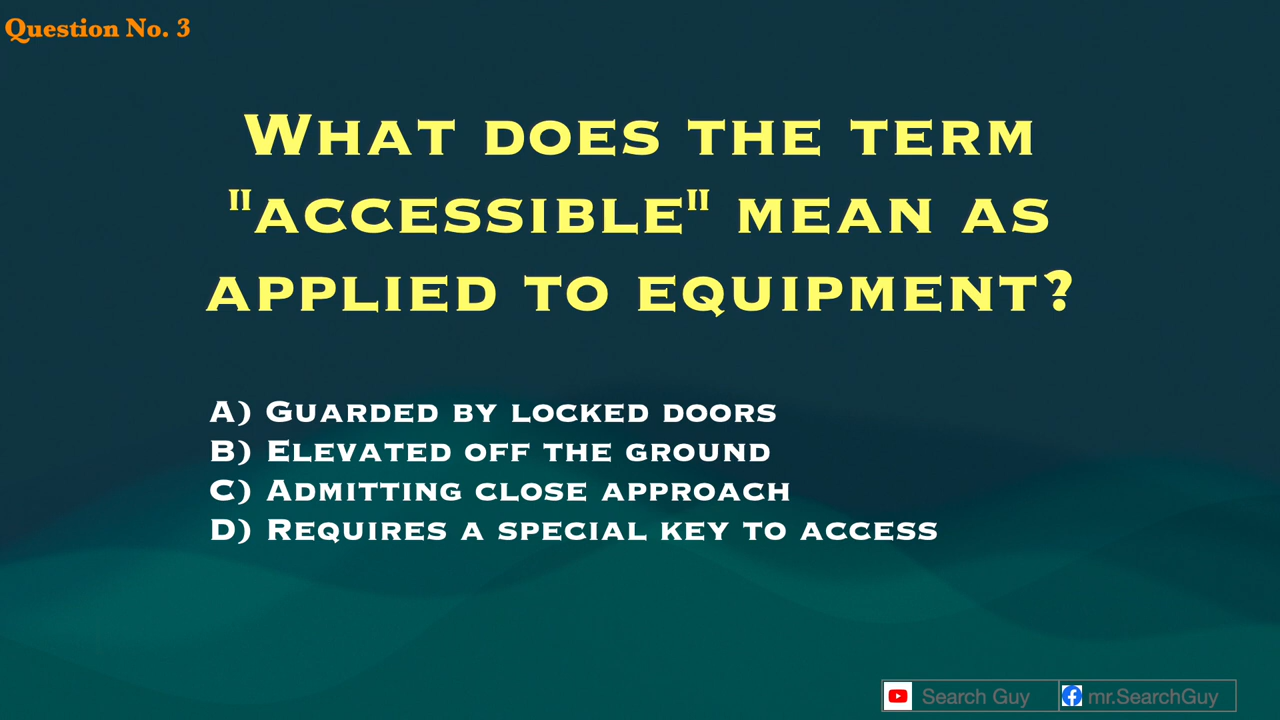 Question No. 3
What does the term
"accessible" mean as
applied to equipment?
A) Guarded by locked doors
B) Elevated off the ground
C) Admitting close approach
D) Requires a special key to access
Search Guy mr.SearchGuy